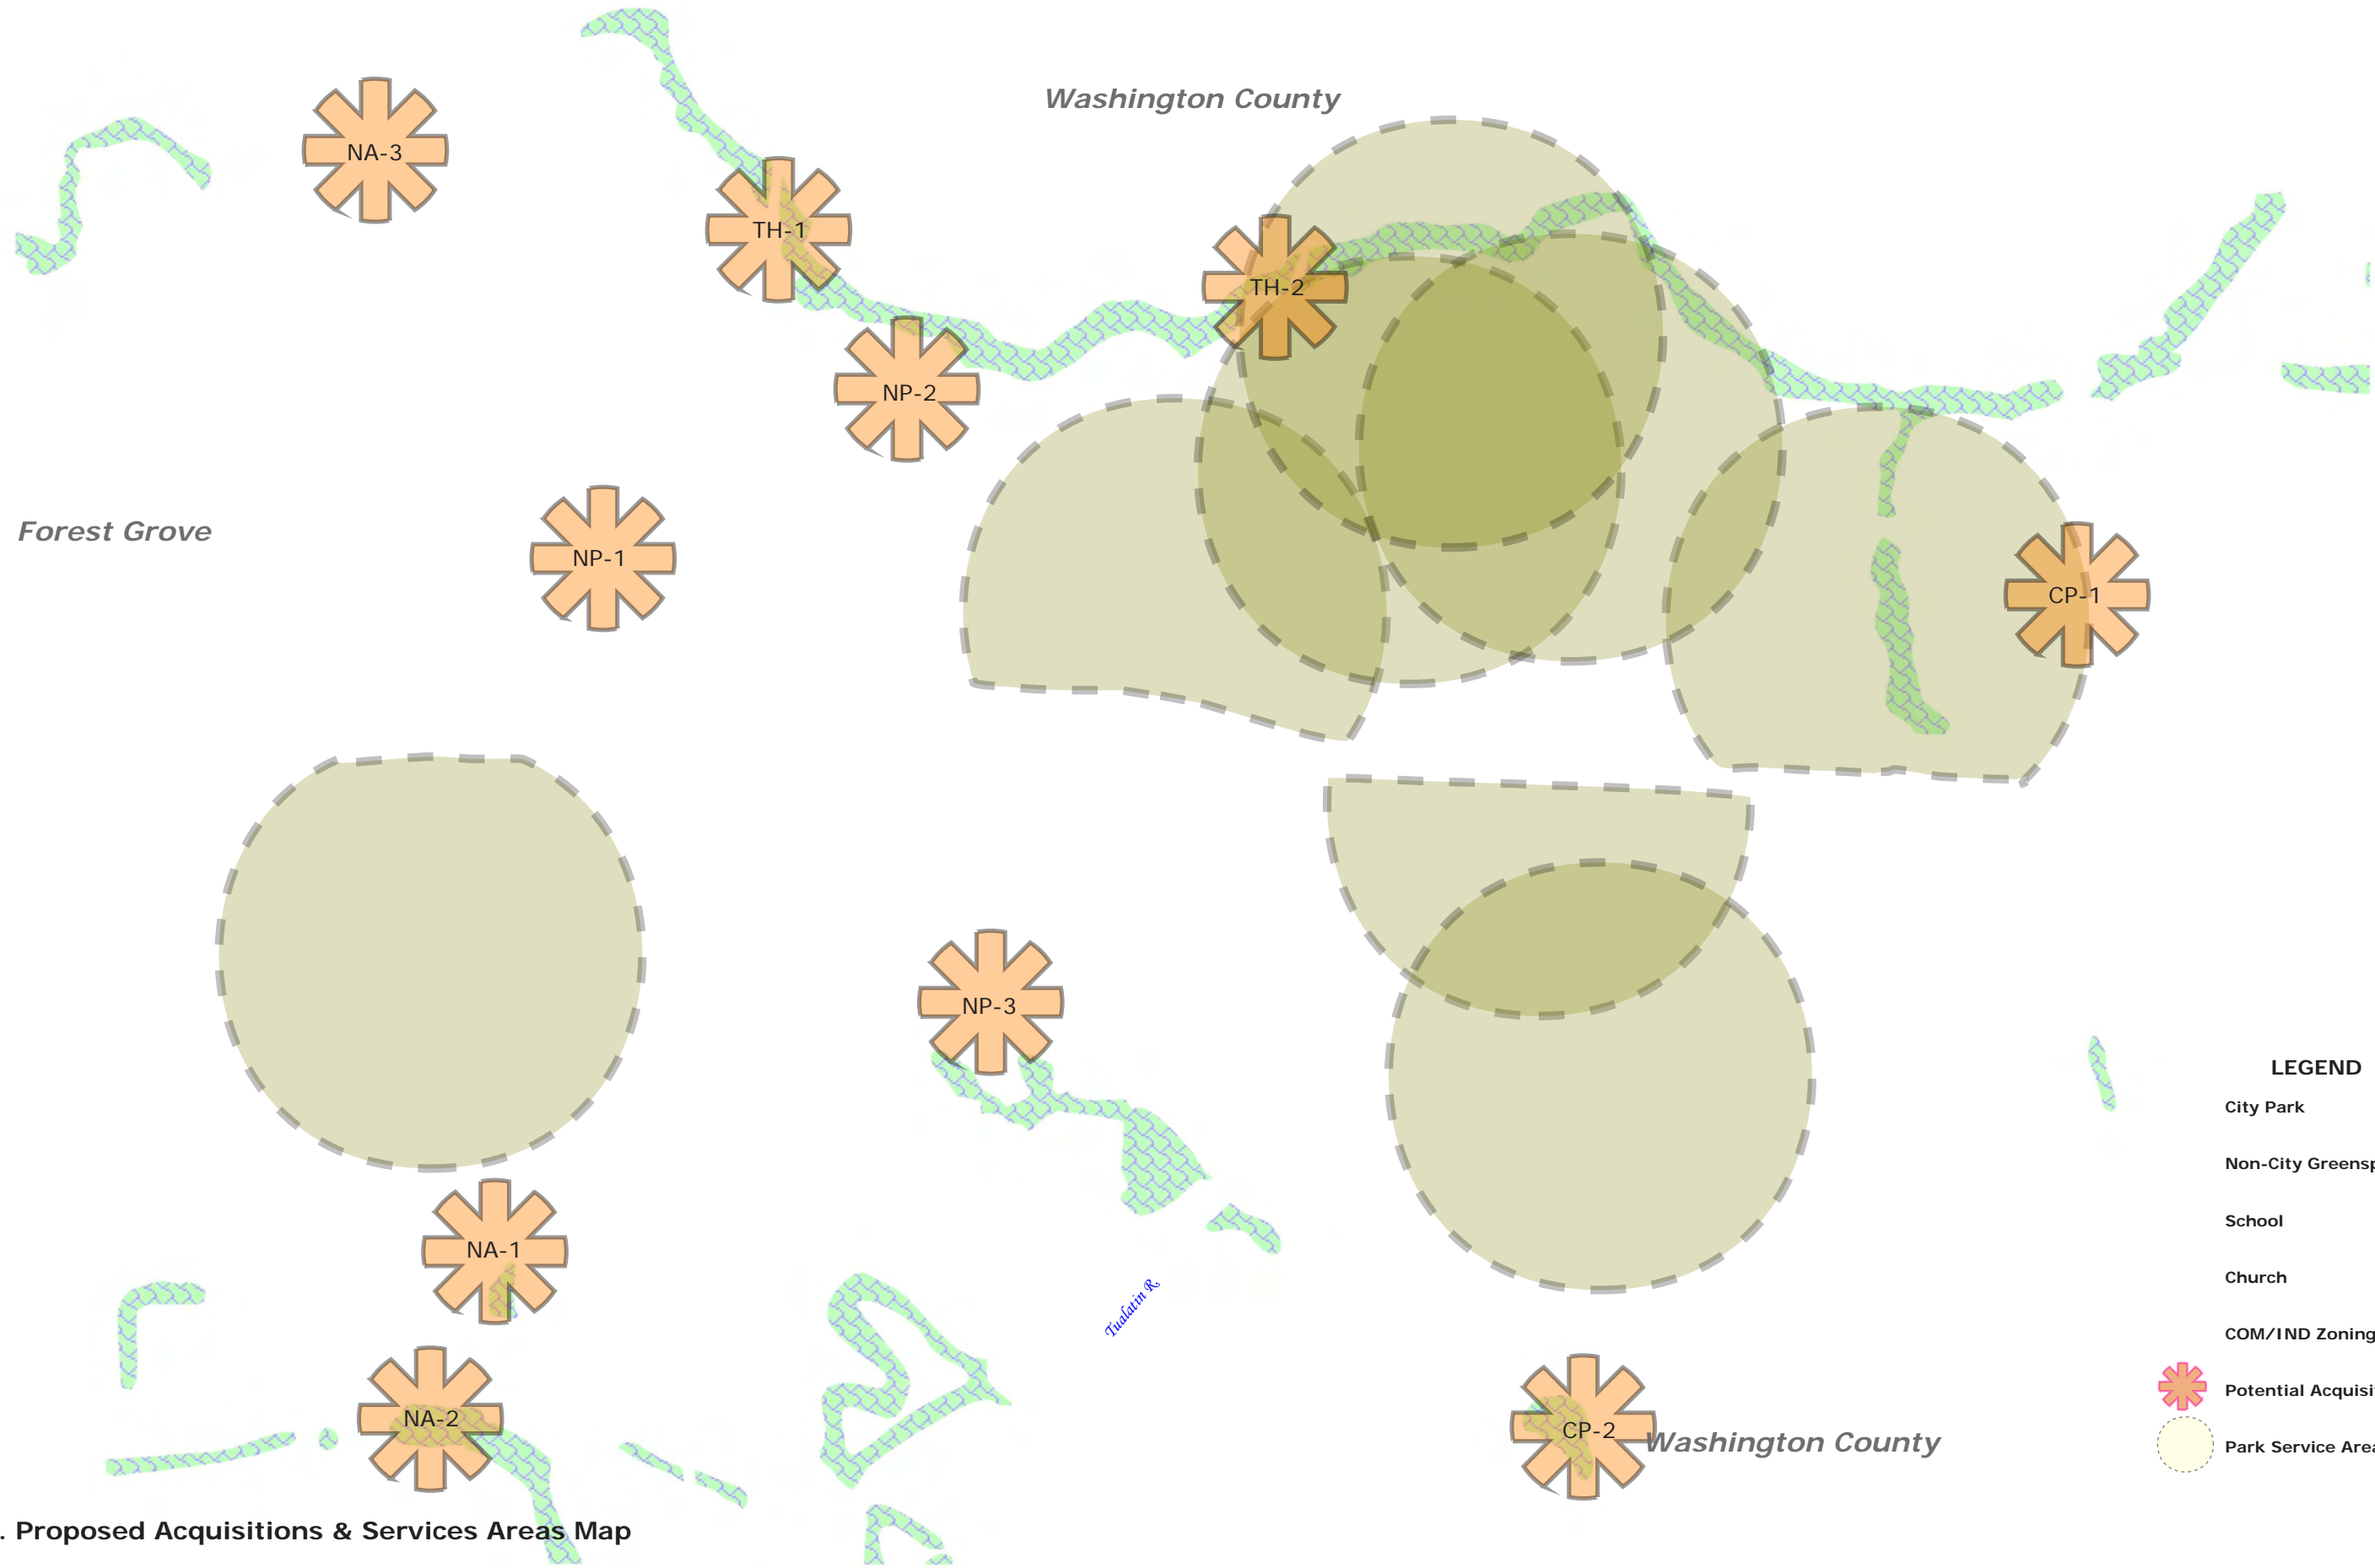 Washington County
NA-3
TH-1
TH-2
NP-2
Forest Grove
NP-1
CP-1
NP-3
LEGEND
City Park
Non-City Greensp
School
NA-1
Church
Tualatin R.
COM/IND Zoning
Potential Acquisi
NA-2
CP-2
Washington County
Park Service Area
. Proposed Acquisitions & Services Areas Map